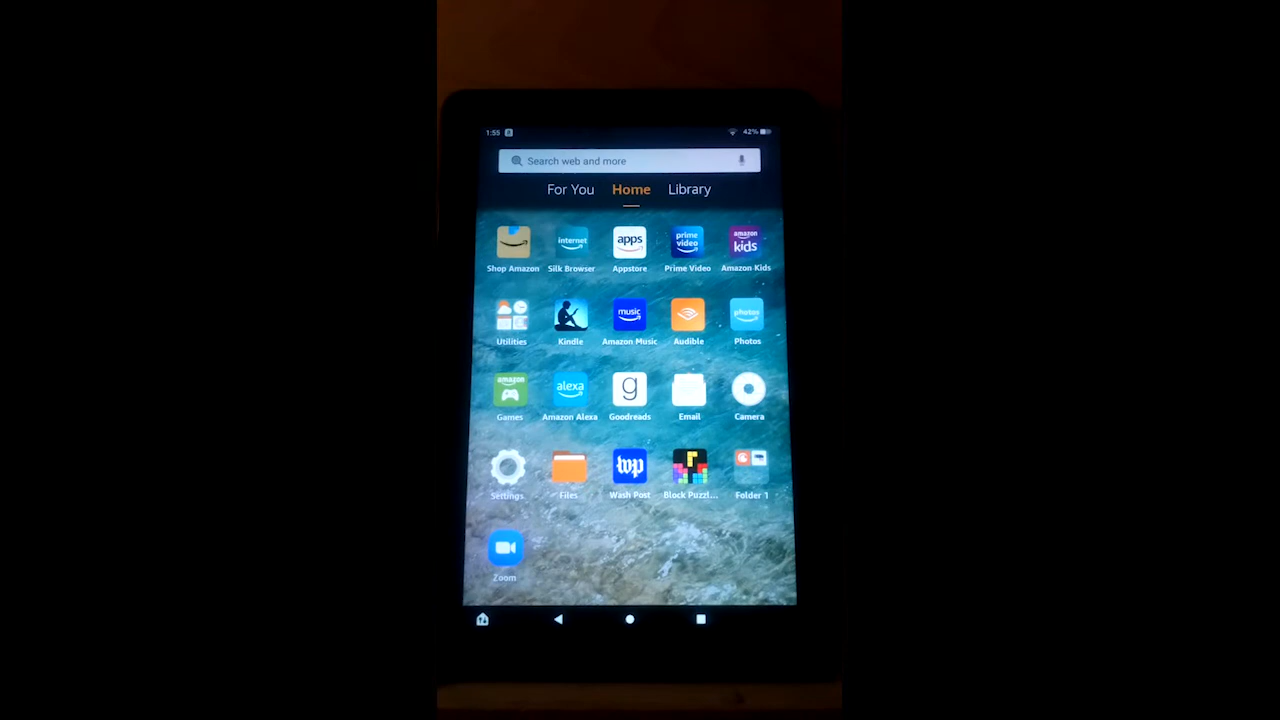 1:55 42%
Search web and more
For You Home Library
internet apps prime video amazon kids
Shop Amazon Silk Browser Appstore Prime Video Amazon Kids
music photos
Utilities Kindle Amazon Music Audible Photos
amazon alexa g
Games Amazon Alexa Goodreads Email Camera
wp
Settings Files Wash Post Block Puzzl... Folder 1
Zoom